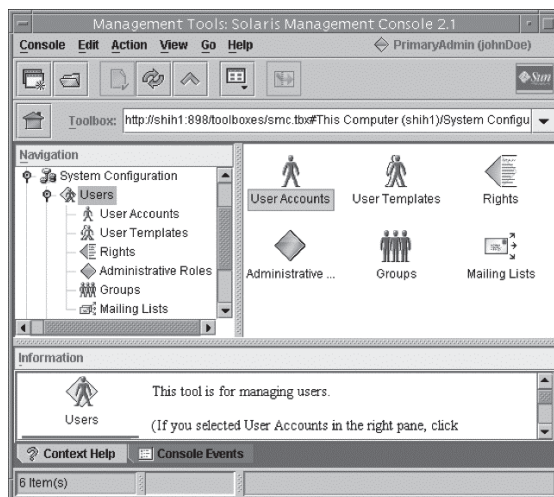 Management Tools: Solaris Management Console 2.1
Console Edit Action View Go Help
PrimaryAdmin (johnDoe)
Sun
Toolbox: http://shih1:898/toolboxes/smc.tbx#This Computer (shih1)/System Configu
Navigation
System Configuration
Users
User Accounts
User Templates
Rights
Administrative Roles
Groups
Mailing Lists
User Accounts User Templates Rights
Administrative ... Groups Mailing Lists
Information
Users
This tool is for managing users.
(If you selected User Accounts in the right pane, click
Context Help Console Events
6 Item(s)